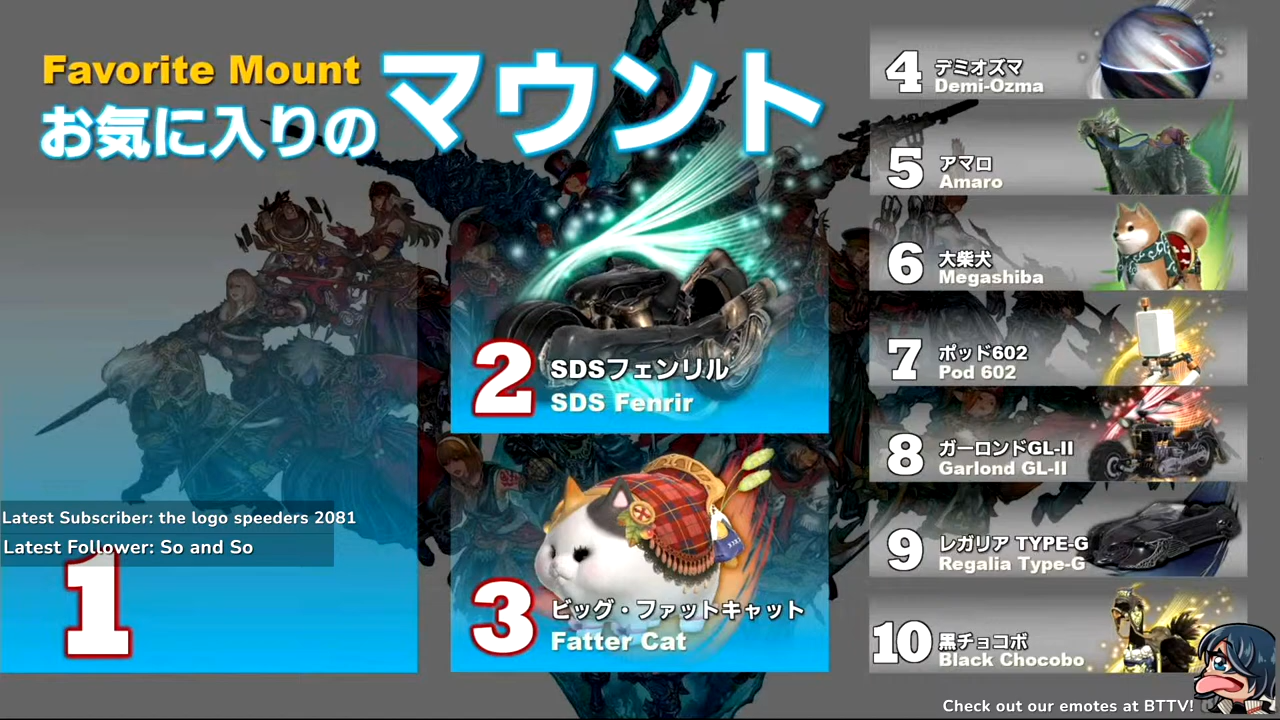 Favorite Mount
お気に入りのマウント
1
2
SDSフェンリル
SDS Fenrir
3
ビッグ・ファットキャット
Fatter Cat
4
デミオズマ
Demi-Ozma
5
アマロ
Amaro
6
大柴犬
Megashiba
7
ポッド602
Pod 602
8
ガーロンドGL-II
Garlond GL-II
9
レガリア TYPE-G
Regalia Type-G
10
黒チョコボ
Black Chocobo
Latest Subscriber: the logo speeders 2081
Latest Follower: So and So
Check out our emotes at BTTV!